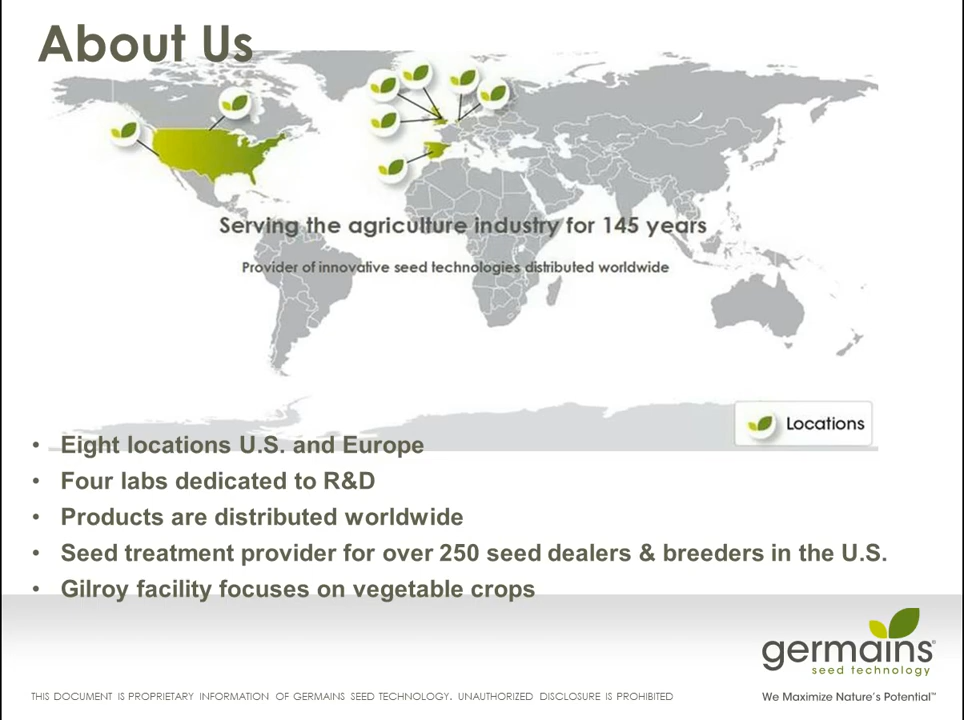 About Us
Serving the agriculture industry for 145 years
Provider of innovative seed technologies distributed worldwide
Locations
• Eight locations U.S. and Europe
• Four labs dedicated to R&D
• Products are distributed worldwide
• Seed treatment provider for over 250 seed dealers & breeders in the U.S.
• Gilroy facility focuses on vegetable crops
germains®
seed technology
THIS DOCUMENT IS PROPRIETARY INFORMATION OF GERMAINS SEED TECHNOLOGY. UNAUTHORIZED DISCLOSURE IS PROHIBITED
We Maximize Nature's Potential™